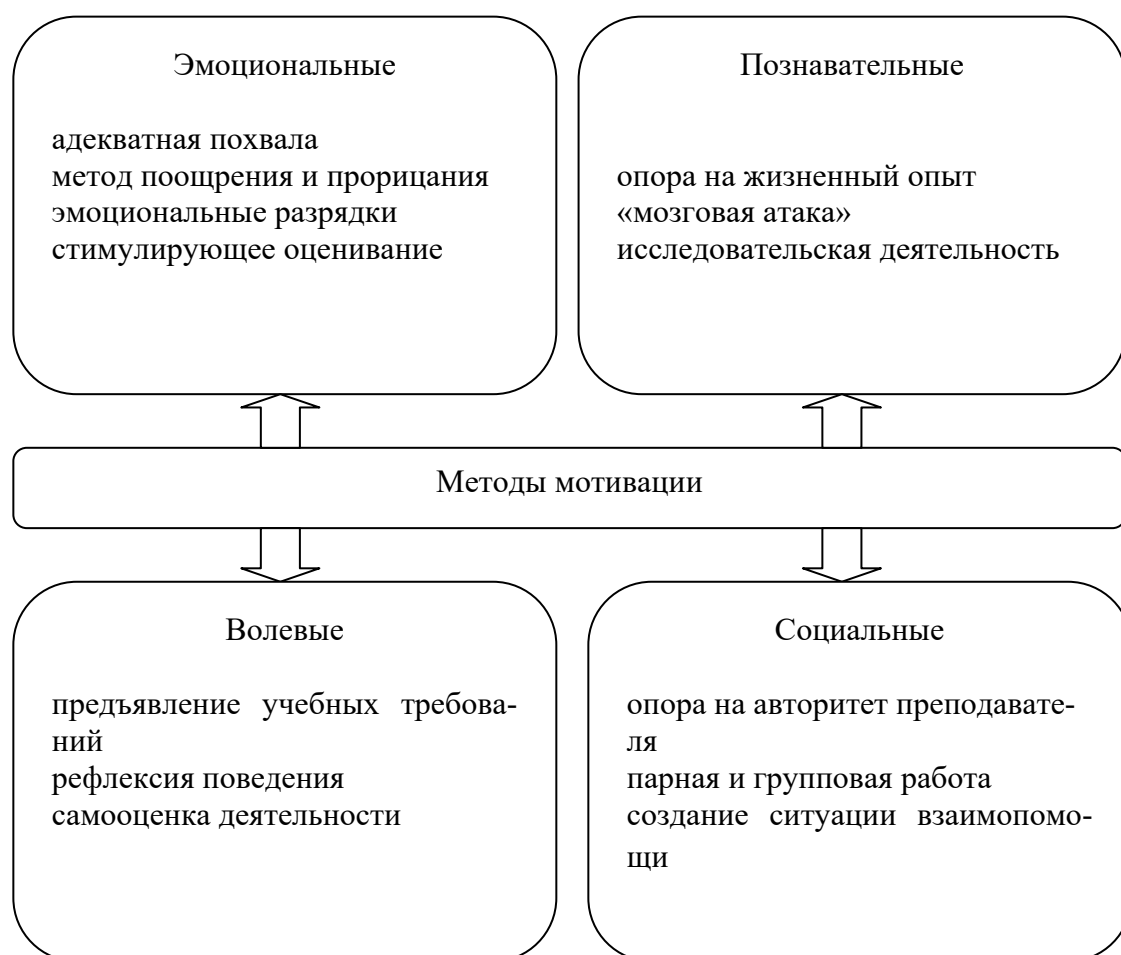 Эмоциональные
адекватная похвала
метод поощрения и прорицания
эмоциональные разрядки
стимулирующее оценивание
Познавательные
опора на жизненный опыт
«мозговая атака»
исследовательская деятельность
Методы мотивации
Волевые
предъявление учебных требова-
ний
рефлексия поведения
самооценка деятельности
Социальные
опора на авторитет преподавате-
ля
парная и групповая работа
создание ситуации взаимопомо-
щи